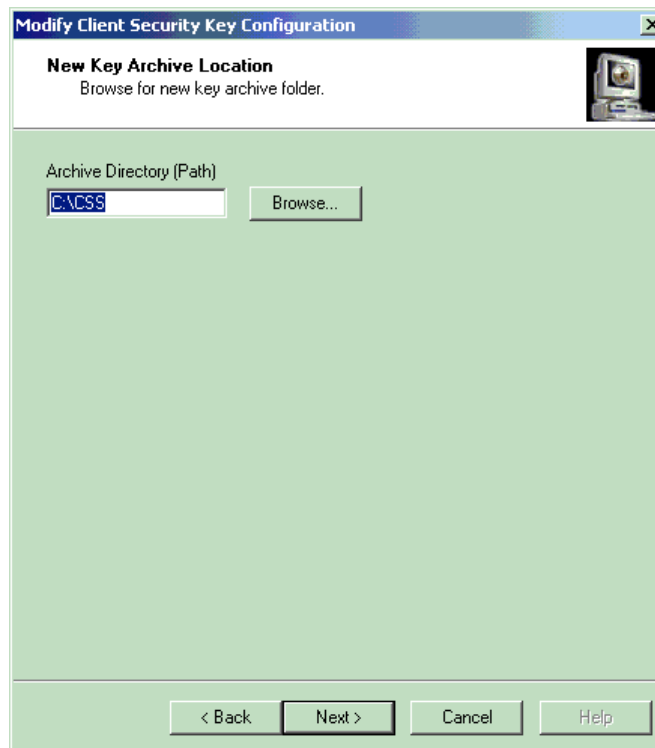 Modify Client Security Key Configuration
New Key Archive Location
Browse for new key archive folder.
Archive Directory (Path)
C:\CSS
Browse...
< Back
Next >
Cancel
Help